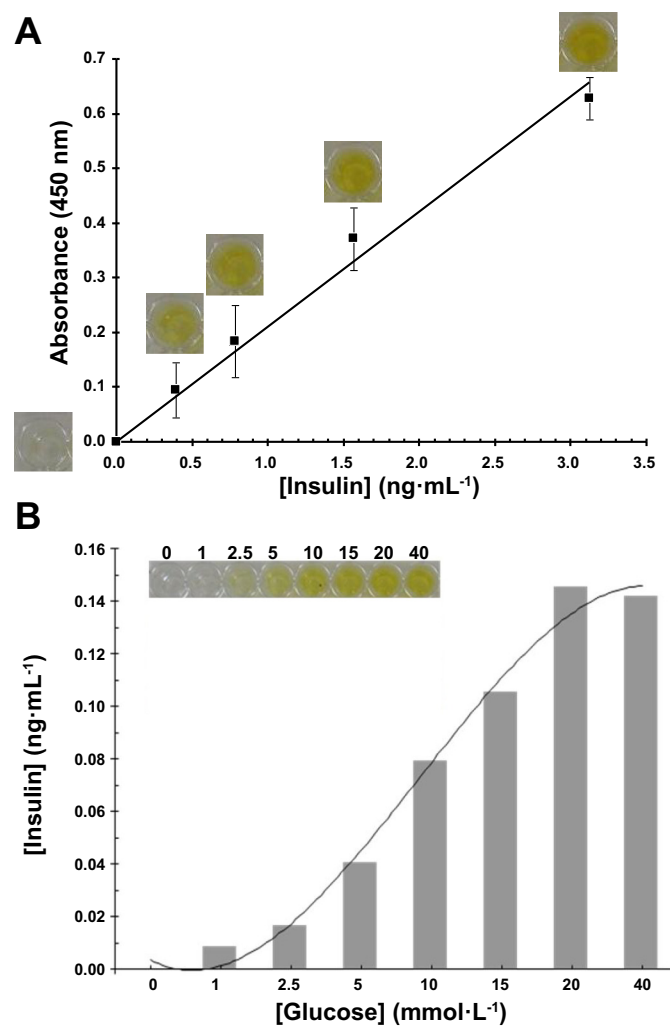 A
0.7
0.6
0.5
0.4
0.3
0.2
0.1
0.0
Absorbance (450 nm)
0.0 0.5 1.0 1.5 2.0 2.5 3.0 3.5
[Insulin] (ng·mL⁻¹)
B
0 1 2.5 5 10 15 20 40
0.16
0.14
0.12
0.10
0.08
0.06
0.04
0.02
0.00
[Insulin] (ng·mL⁻¹)
0 1 2.5 5 10 15 20 40
[Glucose] (mmol·L⁻¹)